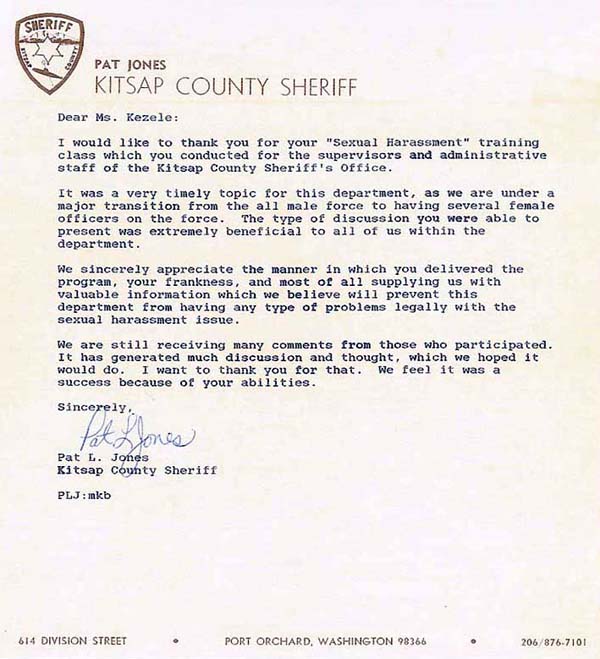 SHERIFF
KITSAP COUNTY
PAT JONES
KITSAP COUNTY SHERIFF
Dear Ms. Kezele:
I would like to thank you for your "Sexual Harassment" training
class which you conducted for the supervisors and administrative
staff of the Kitsap County Sheriff's Office.
It was a very timely topic for this department, as we are under a
major transition from the all male force to having several female
officers on the force. The type of discussion you were able to
present was extremely beneficial to all of us within the
department.
We sincerely appreciate the manner in which you delivered the
program, your frankness, and most of all supplying us with
valuable information which we believe will prevent this
department from having any type of problems legally with the
sexual harassment issue.
We are still receiving many comments from those who participated.
It has generated much discussion and thought, which we hoped it
would do. I want to thank you for that. We feel it was a
success because of your abilities.
Sincerely,
Pat L Jones
Pat L. Jones
Kitsap County Sheriff
PLJ:mkb
614 DIVISION STREET • PORT ORCHARD, WASHINGTON 98366 • 206/876-7101